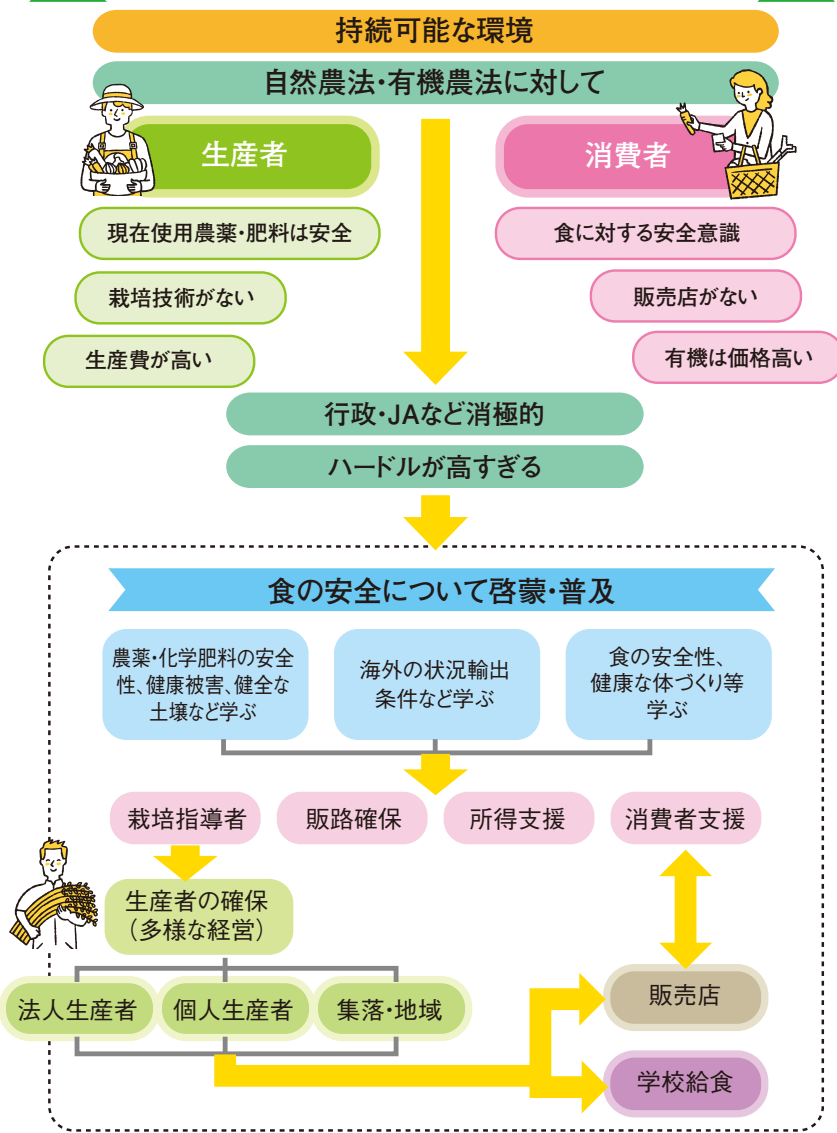 持続可能な環境
自然農法・有機農法に対して
生産者
消費者
現在使用農薬・肥料は安全
栽培技術がない
生産費が高い
食に対する安全意識
販売店がない
有機は価格高い
行政・JAなど消極的
ハードルが高すぎる
食の安全について啓蒙・普及
農薬・化学肥料の安全
性、健康被害、健全な
土壌など学ぶ
海外の状況輸出
条件など学ぶ
食の安全性、
健康な体づくり等
学ぶ
栽培指導者
販路確保
所得支援
消費者支援
生産者の確保
（多様な経営）
法人生産者
個人生産者
集落・地域
販売店
学校給食